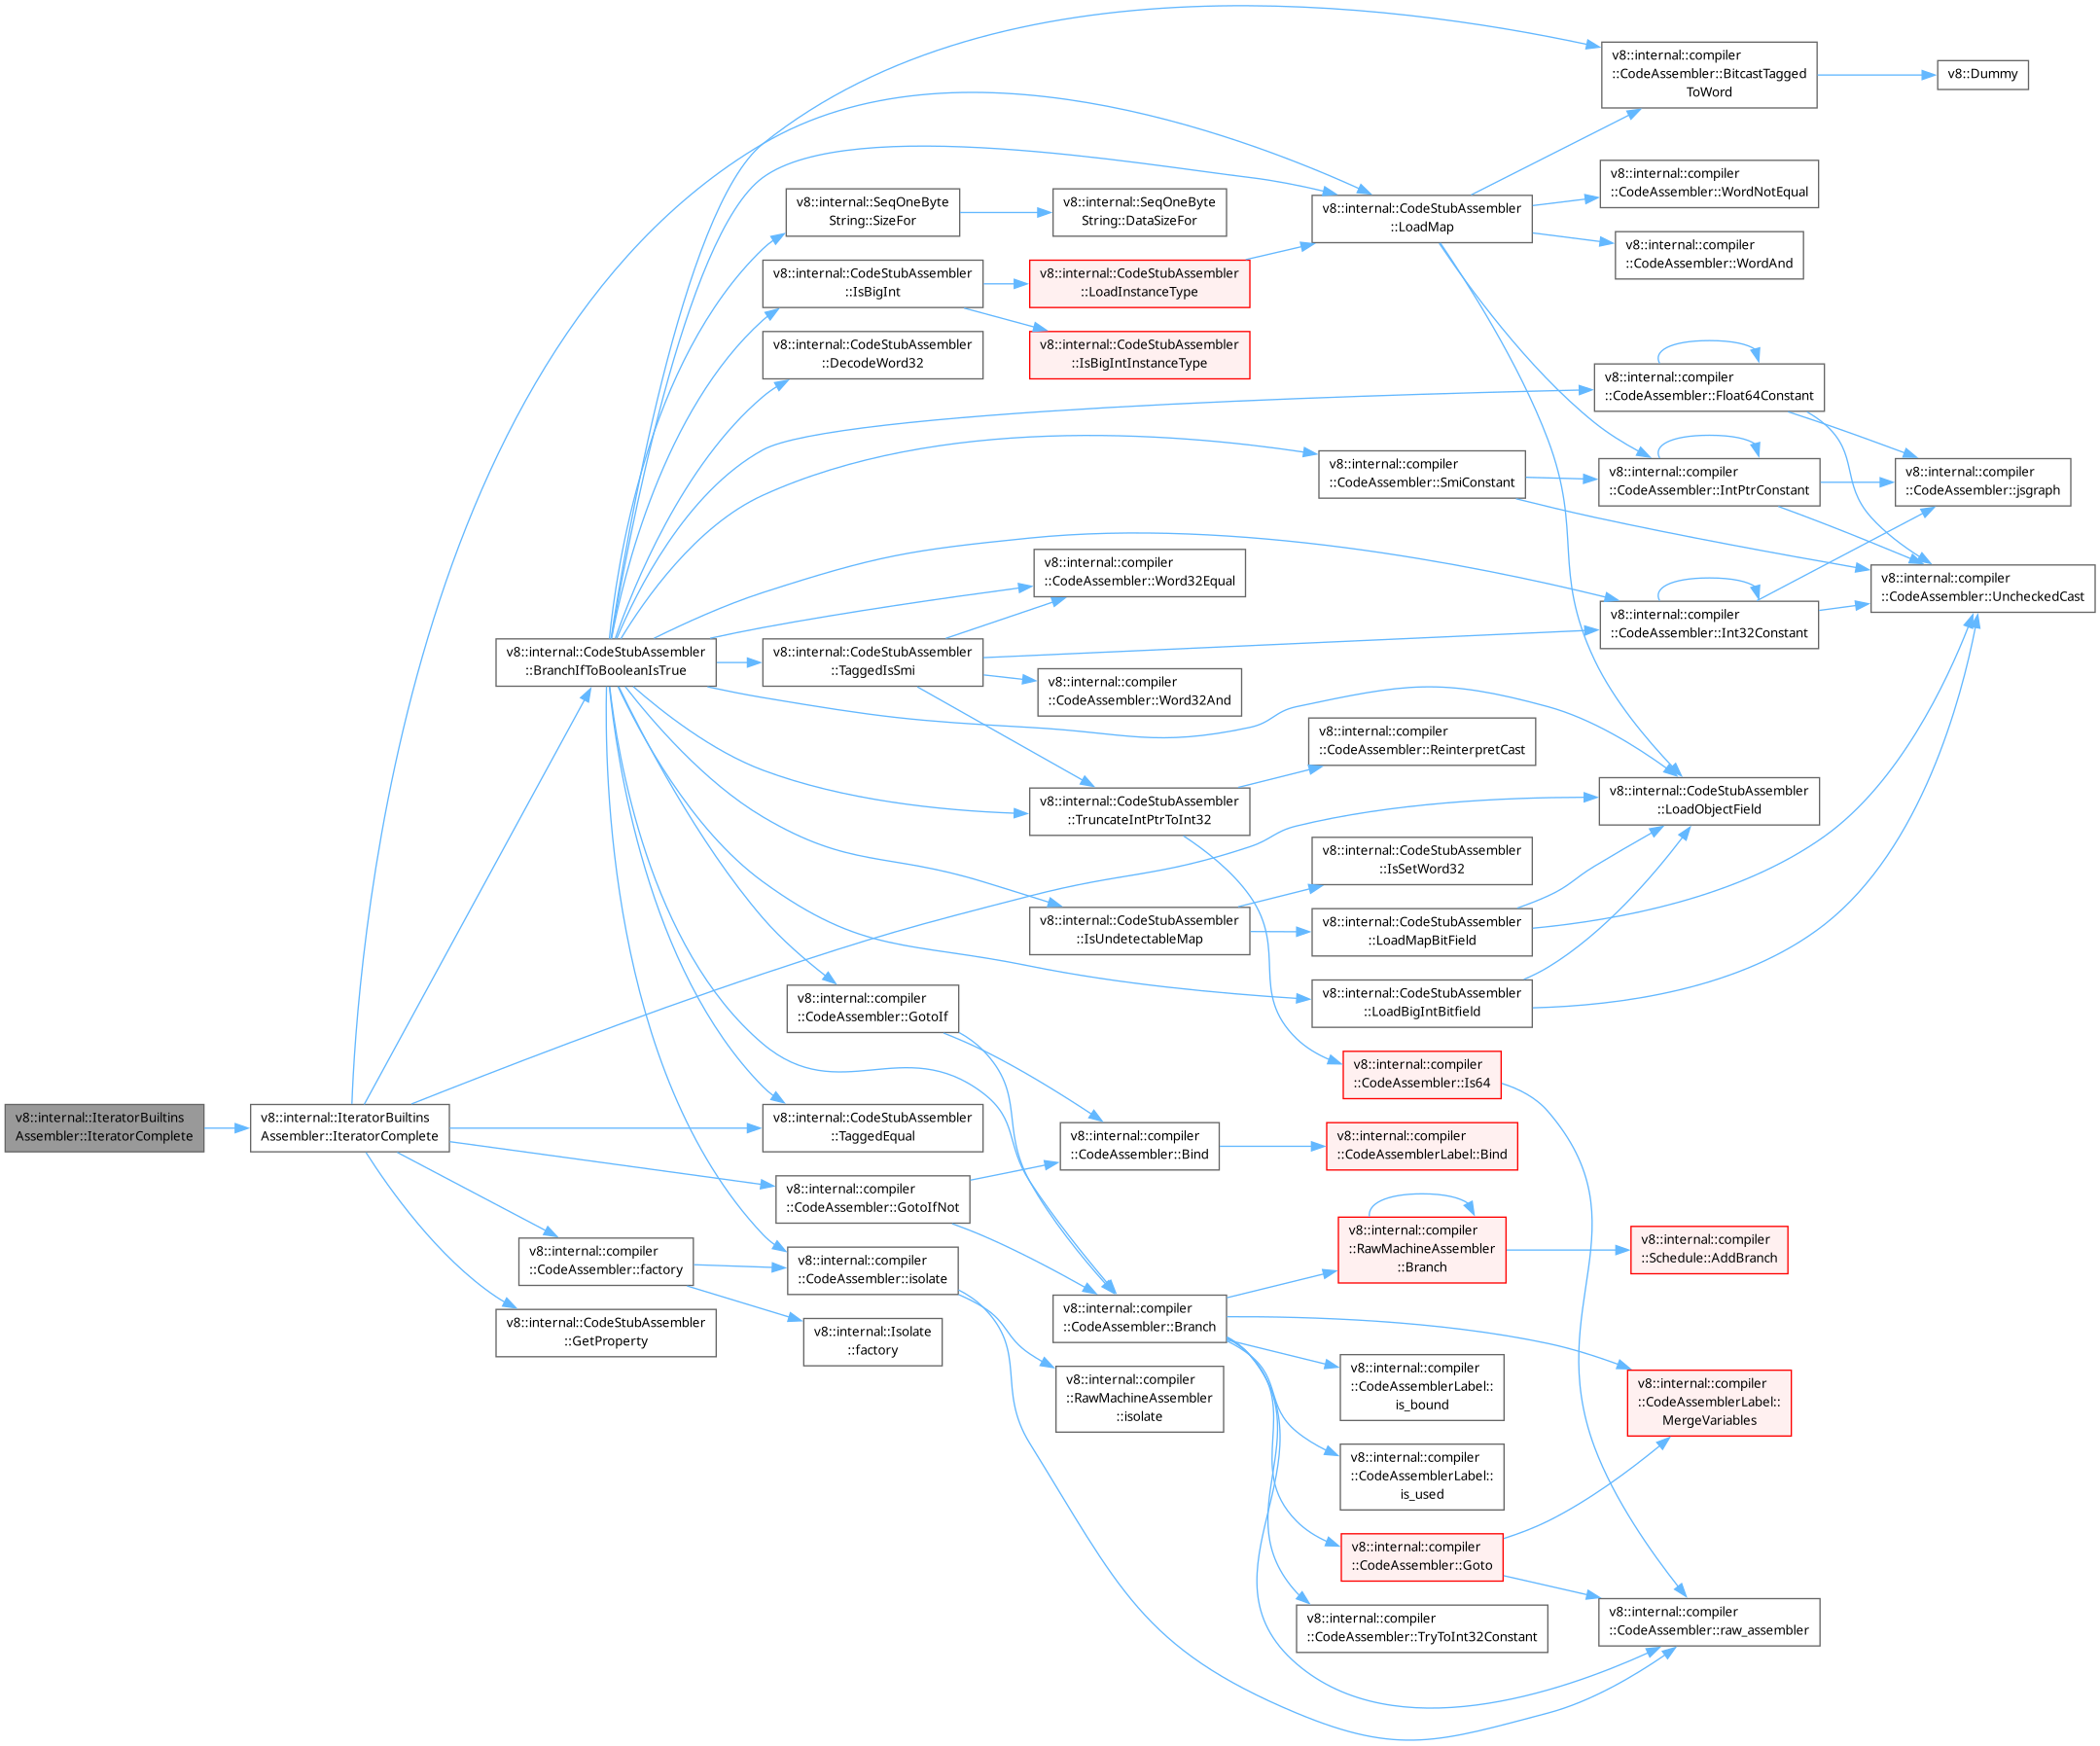 v8::internal::compiler
::CodeAssembler::BitcastTagged
ToWord
v8::Dummy
v8::internal::compiler
::CodeAssembler::WordNotEqual
v8::internal::SeqOneByte
String::SizeFor
v8::internal::SeqOneByte
String::DataSizeFor
v8::internal::CodeStubAssembler
::LoadMap
v8::internal::compiler
::CodeAssembler::WordAnd
v8::internal::CodeStubAssembler
::IsBigInt
v8::internal::CodeStubAssembler
::LoadInstanceType
v8::internal::CodeStubAssembler
::DecodeWord32
v8::internal::CodeStubAssembler
::IsBigIntInstanceType
v8::internal::compiler
::CodeAssembler::Float64Constant
v8::internal::compiler
::CodeAssembler::SmiConstant
v8::internal::compiler
::CodeAssembler::IntPtrConstant
v8::internal::compiler
::CodeAssembler::jsgraph
v8::internal::compiler
::CodeAssembler::Word32Equal
v8::internal::compiler
::CodeAssembler::UncheckedCast
v8::internal::compiler
::CodeAssembler::Int32Constant
v8::internal::CodeStubAssembler
::BranchIfToBooleanIsTrue
v8::internal::CodeStubAssembler
::TaggedIsSmi
v8::internal::compiler
::CodeAssembler::Word32And
v8::internal::compiler
::CodeAssembler::ReinterpretCast
v8::internal::CodeStubAssembler
::TruncateIntPtrToInt32
v8::internal::CodeStubAssembler
::LoadObjectField
v8::internal::CodeStubAssembler
::IsSetWord32
v8::internal::CodeStubAssembler
::IsUndetectableMap
v8::internal::CodeStubAssembler
::LoadMapBitField
v8::internal::compiler
::CodeAssembler::GotoIf
v8::internal::CodeStubAssembler
::LoadBigIntBitfield
v8::internal::compiler
::CodeAssembler::Is64
v8::internal::IteratorBuiltins
Assembler::IteratorComplete
v8::internal::IteratorBuiltins
Assembler::IteratorComplete
v8::internal::CodeStubAssembler
::TaggedEqual
v8::internal::compiler
::CodeAssembler::Bind
v8::internal::compiler
::CodeAssemblerLabel::Bind
v8::internal::compiler
::CodeAssembler::GotoIfNot
v8::internal::compiler
::CodeAssembler::factory
v8::internal::compiler
::CodeAssembler::isolate
v8::internal::compiler
::RawMachineAssembler
::Branch
v8::internal::compiler
::Schedule::AddBranch
v8::internal::CodeStubAssembler
::GetProperty
v8::internal::Isolate
::factory
v8::internal::compiler
::CodeAssembler::Branch
v8::internal::compiler
::RawMachineAssembler
::isolate
v8::internal::compiler
::CodeAssemblerLabel::
is_bound
v8::internal::compiler
::CodeAssemblerLabel::
MergeVariables
v8::internal::compiler
::CodeAssemblerLabel::
is_used
v8::internal::compiler
::CodeAssembler::Goto
v8::internal::compiler
::CodeAssembler::TryToInt32Constant
v8::internal::compiler
::CodeAssembler::raw_assembler